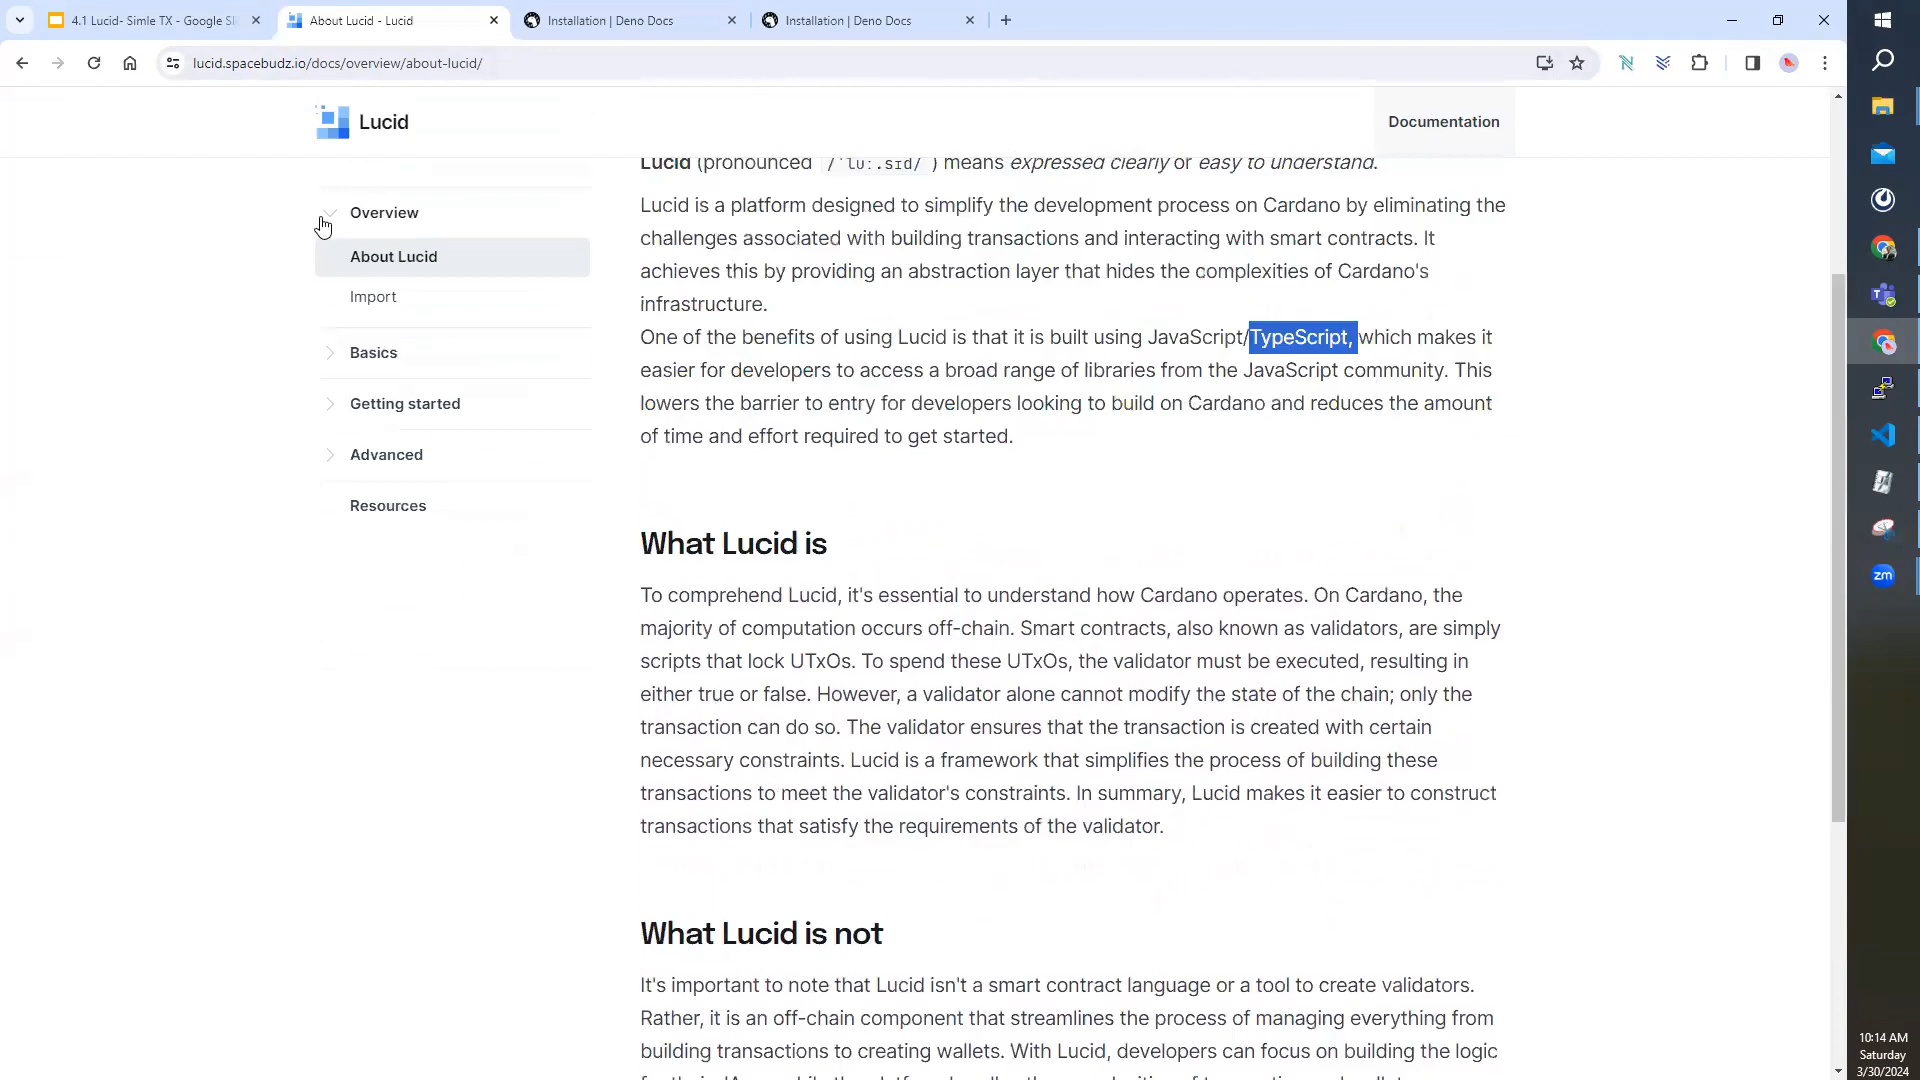 4.1 Lucid- Simle TX - Google Sli
About Lucid - Lucid
Installation | Deno Docs
Installation | Deno Docs
lucid.spacebudz.io/docs/overview/about-lucid/
Lucid
Documentation
Overview
About Lucid
Import
Basics
Getting started
Advanced
Resources
Lucid (pronounced /ˈluː.sɪd/ ) means expressed clearly or easy to understand.
Lucid is a platform designed to simplify the development process on Cardano by eliminating the
challenges associated with building transactions and interacting with smart contracts. It
achieves this by providing an abstraction layer that hides the complexities of Cardano's
infrastructure.
One of the benefits of using Lucid is that it is built using JavaScript/TypeScript, which makes it
easier for developers to access a broad range of libraries from the JavaScript community. This
lowers the barrier to entry for developers looking to build on Cardano and reduces the amount
of time and effort required to get started.
What Lucid is
To comprehend Lucid, it's essential to understand how Cardano operates. On Cardano, the
majority of computation occurs off-chain. Smart contracts, also known as validators, are simply
scripts that lock UTxOs. To spend these UTxOs, the validator must be executed, resulting in
either true or false. However, a validator alone cannot modify the state of the chain; only the
transaction can do so. The validator ensures that the transaction is created with certain
necessary constraints. Lucid is a framework that simplifies the process of building these
transactions to meet the validator's constraints. In summary, Lucid makes it easier to construct
transactions that satisfy the requirements of the validator.
What Lucid is not
It's important to note that Lucid isn't a smart contract language or a tool to create validators.
Rather, it is an off-chain component that streamlines the process of managing everything from
building transactions to creating wallets. With Lucid, developers can focus on building the logic
zm
10:14 AM
Saturday
3/30/2024